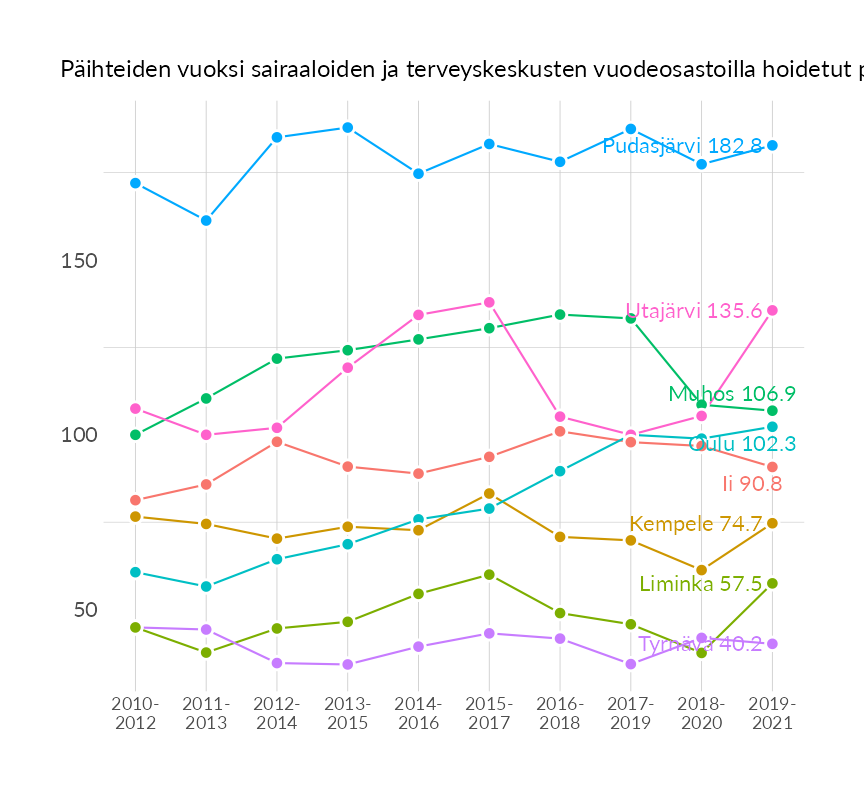 Päihteiden vuoksi sairaaloiden ja terveyskeskusten vuodeosastoilla hoidetut
Pudasjärvi 182.8
150
Utajärvi 135.6
Muhos 106.9
100
Oulu 102.3
Ii 90.8
Kempele 74.7
Liminka 57.5
50
Tyrnävä 40.2
2010-
2012
2011-
2013
2012-
2014
2013-
2015
2014-
2016
2015-
2017
2016-
2018
2017-
2019
2018-
2020
2019-
2021